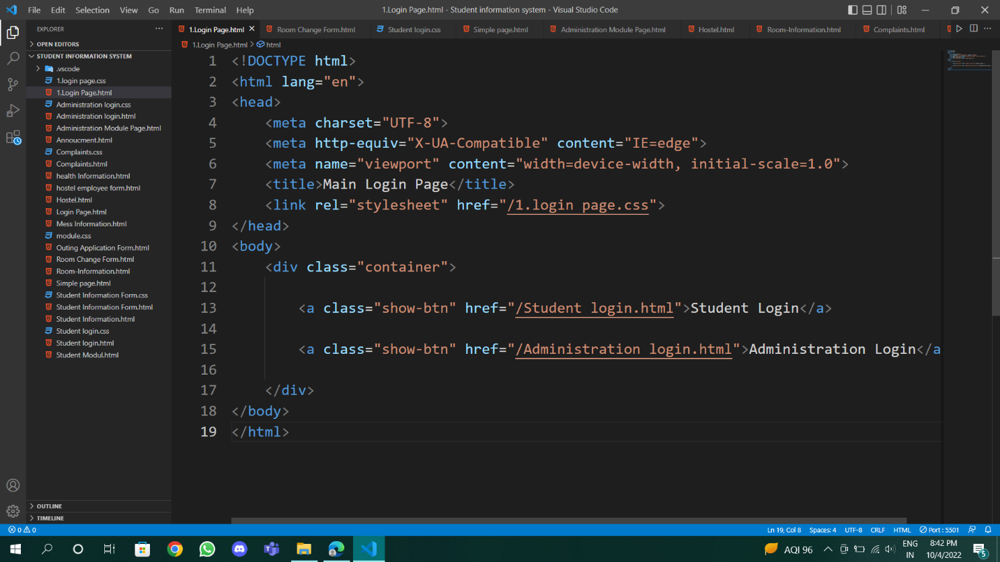 File Edit Selection View Go Run Terminal Help
1.Login Page.html - Student information system - Visual Studio Code
EXPLORER
OPEN EDITORS
STUDENT INFORMATION SYSTEM
.vscode
1.login page.css
1.Login Page.html
Administration login.css
Administration login.html
Administration Module Page.html
Annoucment.html
Complaints.css
Complaints.html
health Information.html
hostel employee form.html
Hostel.html
Login Page.html
Mess Information.html
module.css
Outing Application Form.html
Room Change Form.html
Room-Information.html
Simple page.html
Student Information Form.css
Student Information Form.html
Student Information.html
Student login.css
Student login.html
Student Modul.html
OUTLINE
TIMELINE
1.Login Page.html Room Change Form.html Student login.css Simple page.html Administration Module Page.html Hostel.html Room-Information.html Complaints.html
1.Login Page.html > html
1 <!DOCTYPE html>
2 <html lang="en">
3 <head>
4 <meta charset="UTF-8">
5 <meta http-equiv="X-UA-Compatible" content="IE=edge">
6 <meta name="viewport" content="width=device-width, initial-scale=1.0">
7 <title>Main Login Page</title>
8 <link rel="stylesheet" href="/1.login page.css">
9 </head>
10 <body>
11 <div class="container">
12
13 <a class="show-btn" href="/Student login.html">Student Login</a>
14
15 <a class="show-btn" href="/Administration login.html">Administration Login</a
16
17 </div>
18 </body>
19 </html>
0 0
Ln 19, Col 8 Spaces: 4 UTF-8 CRLF HTML Port : 5501
AQI 96
ENG
IN
8:42 PM
10/4/2022
5